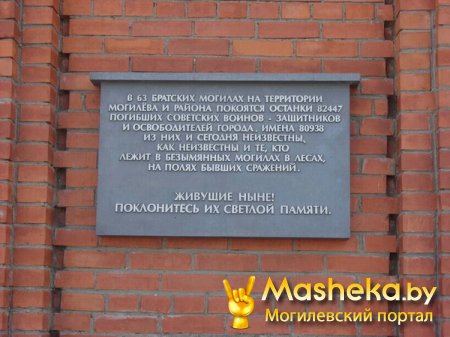 В 63 БРАТСКИХ МОГИЛАХ НА ТЕРРИТОРИИ
МОГИЛЁВА И РАЙОНА ПОКОЯТСЯ ОСТАНКИ 82447
ПОГИБШИХ СОВЕТСКИХ ВОИНОВ - ЗАЩИТНИКОВ
И ОСВОБОДИТЕЛЕЙ ГОРОДА. ИМЕНА 80938
ИЗ НИХ И СЕГОДНЯ НЕИЗВЕСТНЫ,
КАК НЕИЗВЕСТНЫ И ТЕ, КТО
ЛЕЖИТ В БЕЗЫМЯННЫХ МОГИЛАХ В ЛЕСАХ,
НА ПОЛЯХ БЫВШИХ СРАЖЕНИЙ.
ЖИВУЩИЕ НЫНЕ!
ПОКЛОНИТЕСЬ ИХ СВЕТЛОЙ ПАМЯТИ.
Masheka.by
Могилевский портал